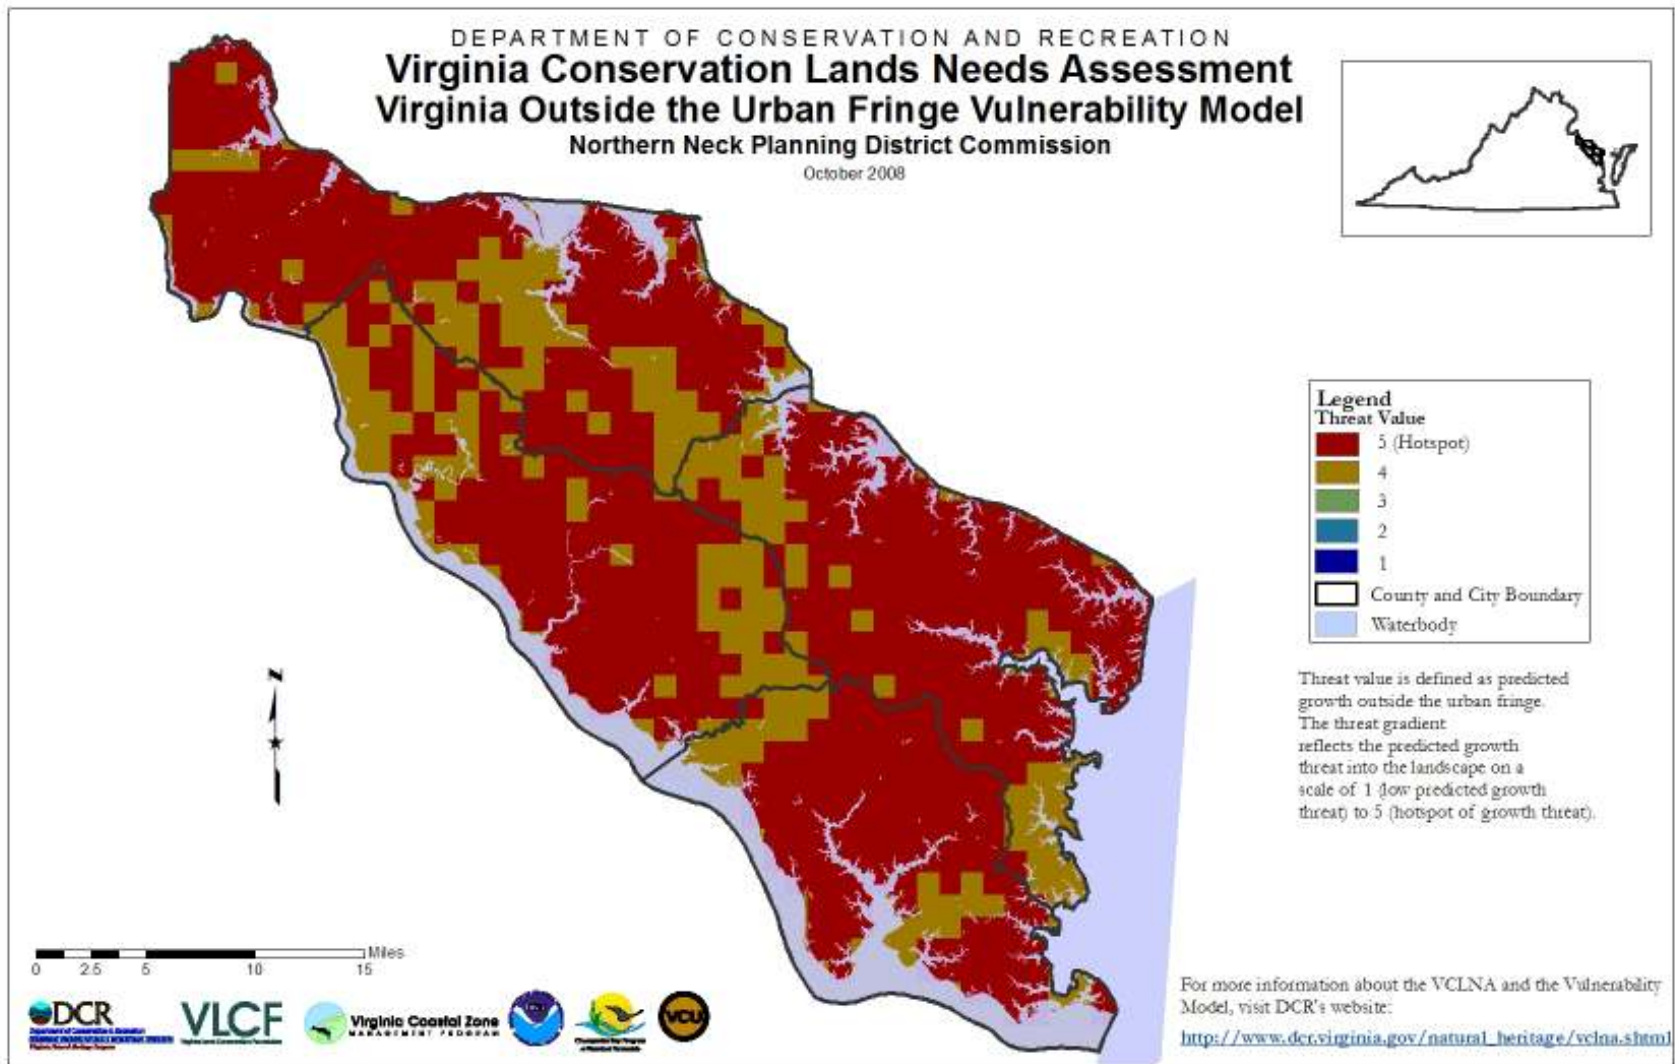 DEPARTMENT OF CONSERVATION AND RECREATION
Virginia Conservation Lands Needs Assessment
Virginia Outside the Urban Fringe Vulnerability Model
Northern Neck Planning District Commission
October 2008
Legend
Threat Value
5 (Hotspot)
4
3
2
1
County and City Boundary
Waterbody
Threat value is defined as predicted
growth outside the urban fringe.
The threat gradient
reflects the predicted growth
threat into the landscape on a
scale of 1 (low predicted growth
threat) to 5 (hotspot of growth threat).
N
Miles
0 2.5 5 10 15
DCR
Department of Conservation & Recreation
VLCF
Virginia Coastal Zone
MANAGEMENT PROGRAM
VCU
For more information about the VCLNA and the Vulnerability
Model, visit DCR's website:
http://www.dcr.virginia.gov/natural_heritage/vclna.shtml